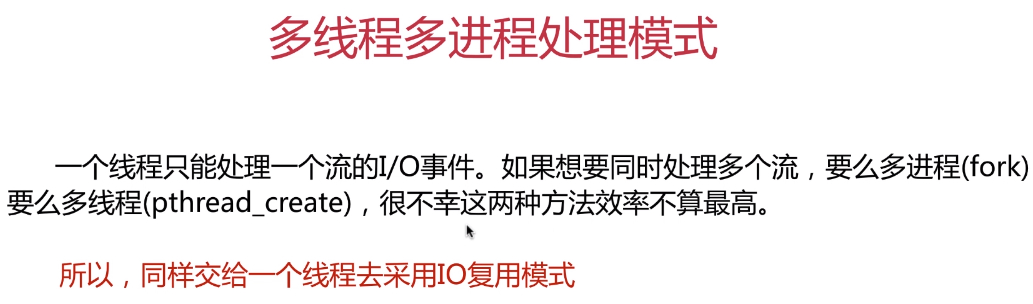 多线程多进程处理模式
一个线程只能处理一个流的I/O事件。如果想要同时处理多个流，要么多进程(fork)
要么多线程(pthread_create)，很不幸这两种方法效率不算最高。
所以，同样交给一个线程去采用IO复用模式